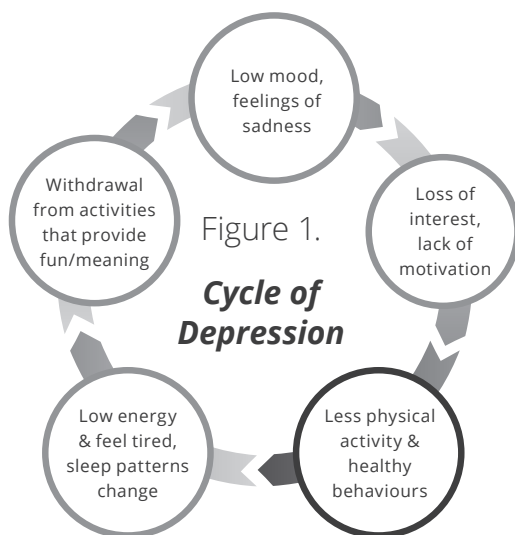 Low mood,
feelings of
sadness
Loss of
interest,
lack of
motivation
Less physical
activity &
healthy
behaviours
Low energy
& feel tired,
sleep patterns
change
Withdrawal
from activities
that provide
fun/meaning
Figure 1.
Cycle of
Depression